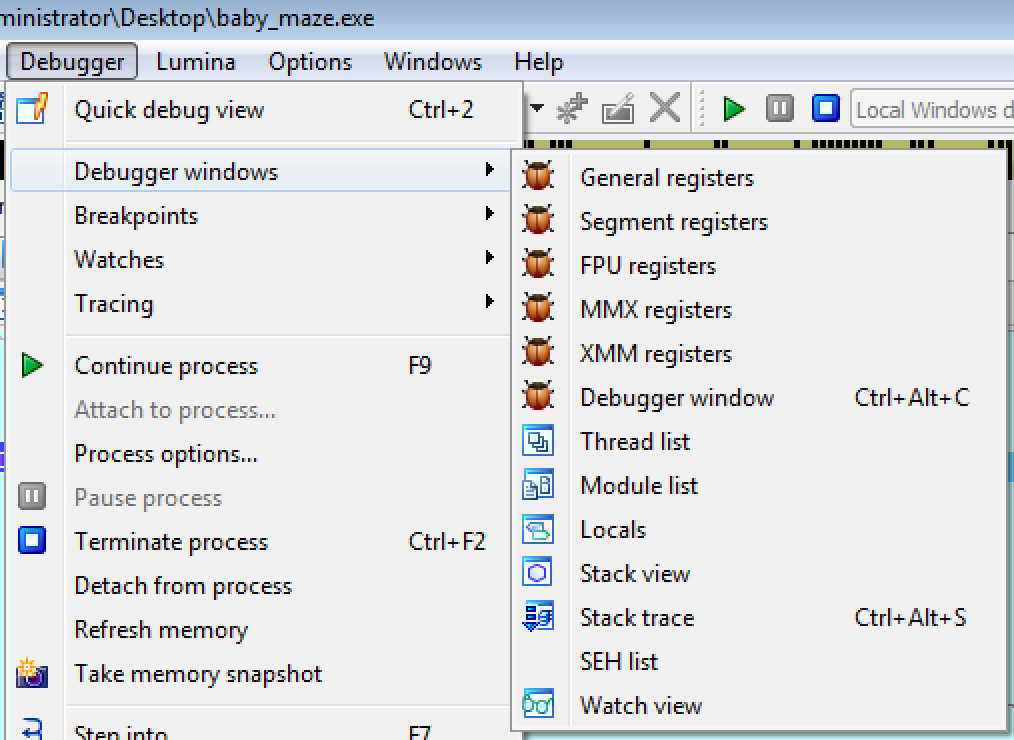 ministrator\Desktop\baby_maze.exe
Debugger Lumina Options Windows Help
Quick debug view Ctrl+2
Local Windows d
Debugger windows
Breakpoints
Watches
Tracing
Continue process F9
Attach to process...
Process options...
Pause process
Terminate process Ctrl+F2
Detach from process
Refresh memory
Take memory snapshot
Step into F7
General registers
Segment registers
FPU registers
MMX registers
XMM registers
Debugger window Ctrl+Alt+C
Thread list
Module list
Locals
Stack view
Stack trace Ctrl+Alt+S
SEH list
Watch view